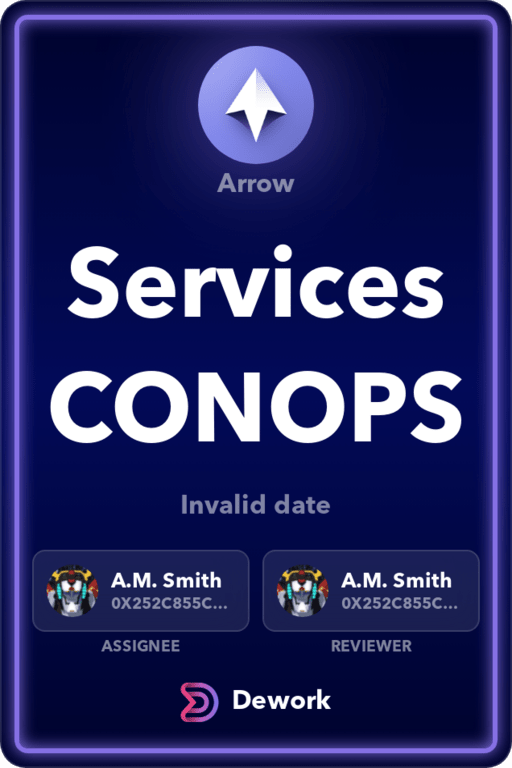 Arrow
Services
CONOPS
Invalid date
A.M. Smith
0X252C855C...
ASSIGNEE
A.M. Smith
0X252C855C...
REVIEWER
Dework